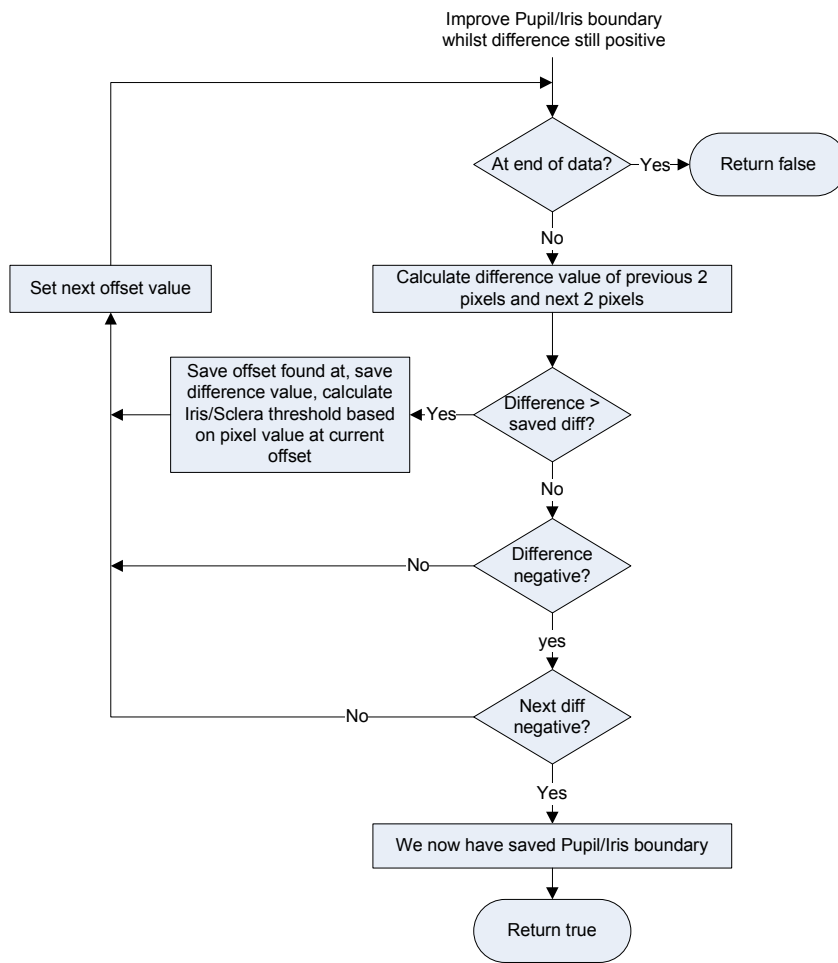 Improve Pupil/Iris boundary
whilst difference still positive
At end of data?
Yes
Return false
No
Set next offset value
Calculate difference value of previous 2
pixels and next 2 pixels
Save offset found at, save
difference value, calculate
Iris/Sclera threshold based
on pixel value at current
offset
Yes
Difference >
saved diff?
No
Difference
negative?
No
yes
Next diff
negative?
No
Yes
We now have saved Pupil/Iris boundary
Return true